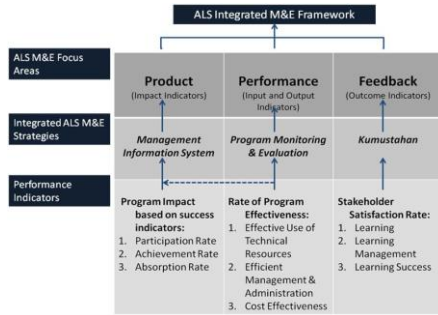 ALS Integrated M&E Framework
ALS M&E Focus
Areas
Product
(Impact Indicators)
Performance
(Input and Output
Indicators)
Feedback
(Outcome Indicators)
Integrated ALS M&E
Strategies
Management
Information System
Program Monitoring
& Evaluation
Kumustahan
Performance
Indicators
Program Impact
based on success
indicators:
1. Participation Rate
2. Achievement Rate
3. Absorption Rate
Rate of Program
Effectiveness:
1. Effective Use of
Technical
Resources
2. Efficient
Management &
Administration
3. Cost Effectiveness
Stakeholder
Satisfaction Rate:
1. Learning
2. Learning
Management
3. Learning Success